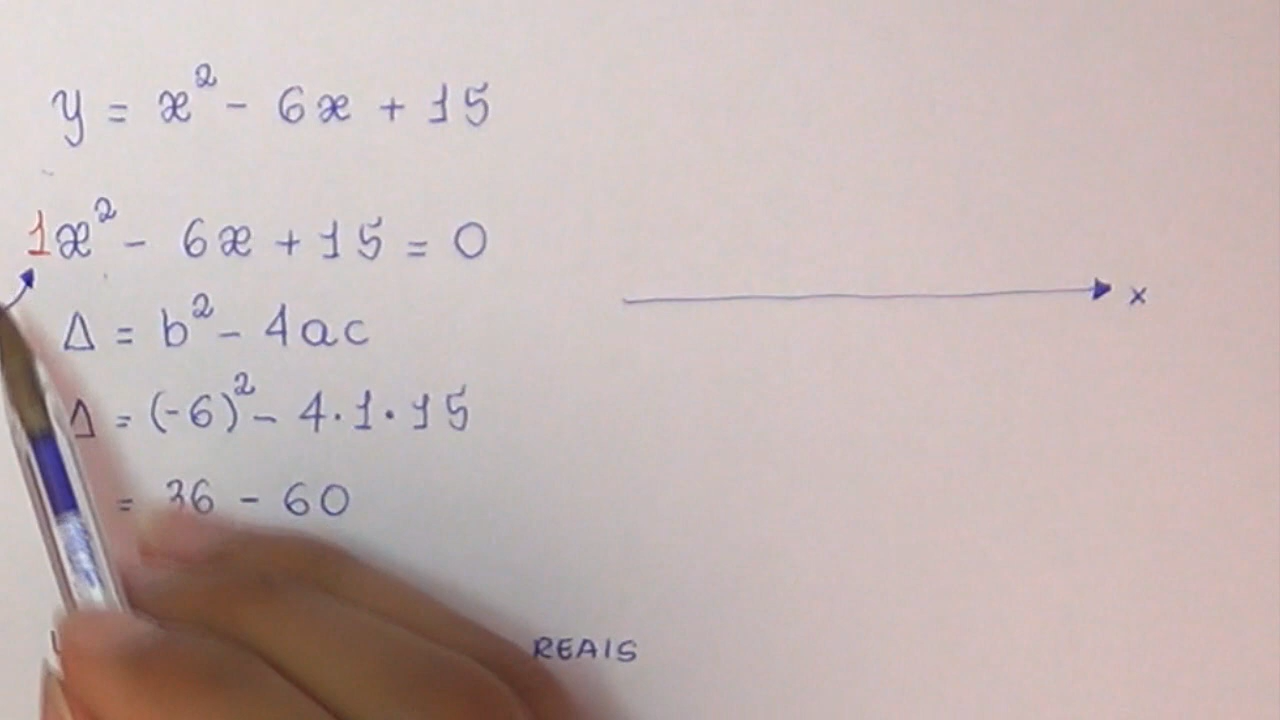 y = x² - 6x + 15
1x² - 6x + 15 = 0
x
Δ = b² - 4ac
Δ = (-6)² - 4·1·15
= 36 - 60
REAIS